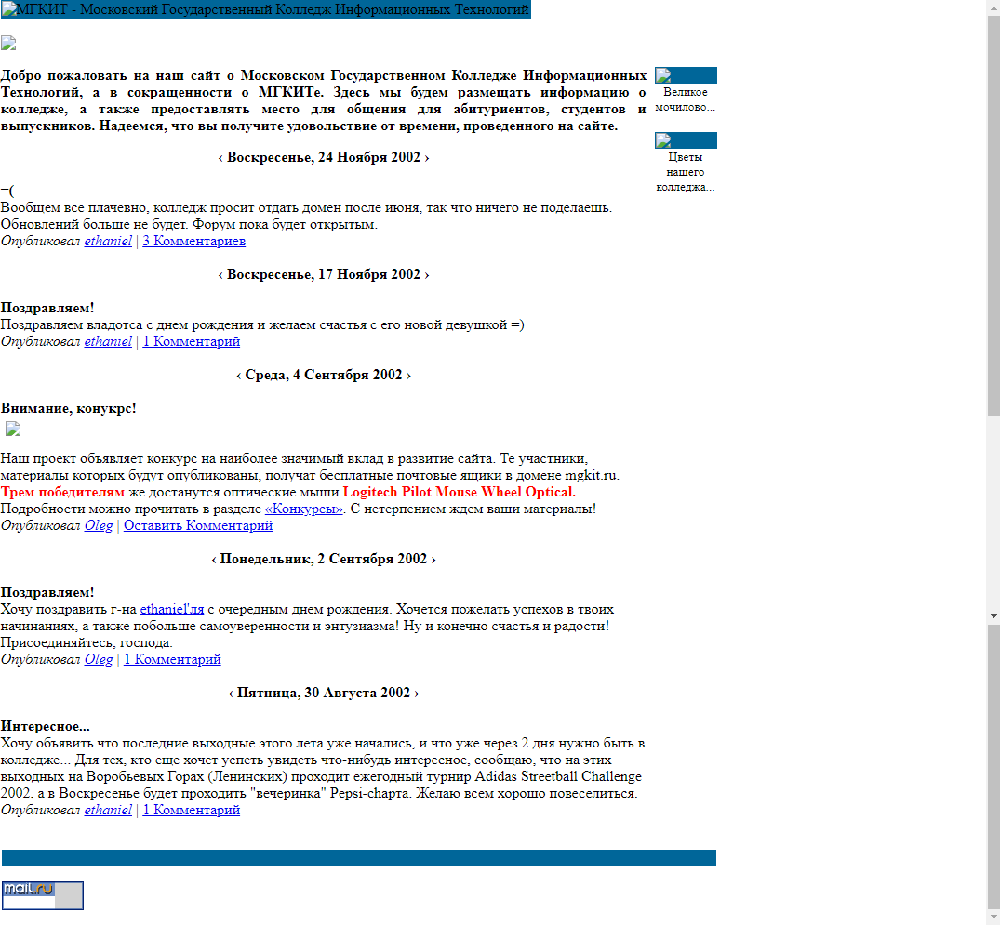 МГКИТ - Московский Государственный Колледж Информационных Технологий
Добро пожаловать на наш сайт о Московском Государственном Колледже Информационных
Технологий, а в сокращенности о МГКИТе. Здесь мы будем размещать информацию о
колледже, а также предоставлять место для общения для абитуриентов, студентов и
выпускников. Надеемся, что вы получите удовольствие от времени, проведенного на сайте.
‹ Воскресенье, 24 Ноября 2002 ›
=(
Вообщем все плачевно, колледж просит отдать домен после июня, так что ничего не поделаешь.
Обновлений больше не будет. Форум пока будет открытым.
Опубликовал ethaniel | 3 Комментариев
‹ Воскресенье, 17 Ноября 2002 ›
Поздравляем!
Поздравляем владотса с днем рождения и желаем счастья с его новой девушкой =)
Опубликовал ethaniel | 1 Комментарий
‹ Среда, 4 Сентября 2002 ›
Внимание, конукрс!
Наш проект объявляет конкурс на наиболее значимый вклад в развитие сайта. Те участники,
материалы которых будут опубликованы, получат бесплатные почтовые ящики в домене mgkit.ru.
Трем победителям же достанутся оптические мыши Logitech Pilot Mouse Wheel Optical.
Подробности можно прочитать в разделе «Конкурсы». С нетерпением ждем ваши материалы!
Опубликовал Oleg | Оставить Комментарий
‹ Понедельник, 2 Сентября 2002 ›
Поздравляем!
Хочу поздравить г-на ethaniel'ля с очередным днем рождения. Хочется пожелать успехов в твоих
начинаниях, а также побольше самоуверенности и энтузиазма! Ну и конечно счастья и радости!
Присоединяйтесь, господа.
Опубликовал Oleg | 1 Комментарий
‹ Пятница, 30 Августа 2002 ›
Интересное...
Хочу объявить что последние выходные этого лета уже начались, и что уже через 2 дня нужно быть в
колледже... Для тех, кто еще хочет успеть увидеть что-нибудь интересное, сообщаю, что на этих
выходных на Воробьевых Горах (Ленинских) проходит ежегодный турнир Adidas Streetball Challenge
2002, а в Воскресенье будет проходить "вечеринка" Pepsi-чарта. Желаю всем хорошо повеселиться.
Опубликовал ethaniel | 1 Комментарий
Великое
мочилово...
Цветы
нашего
колледжа...
mail.ru